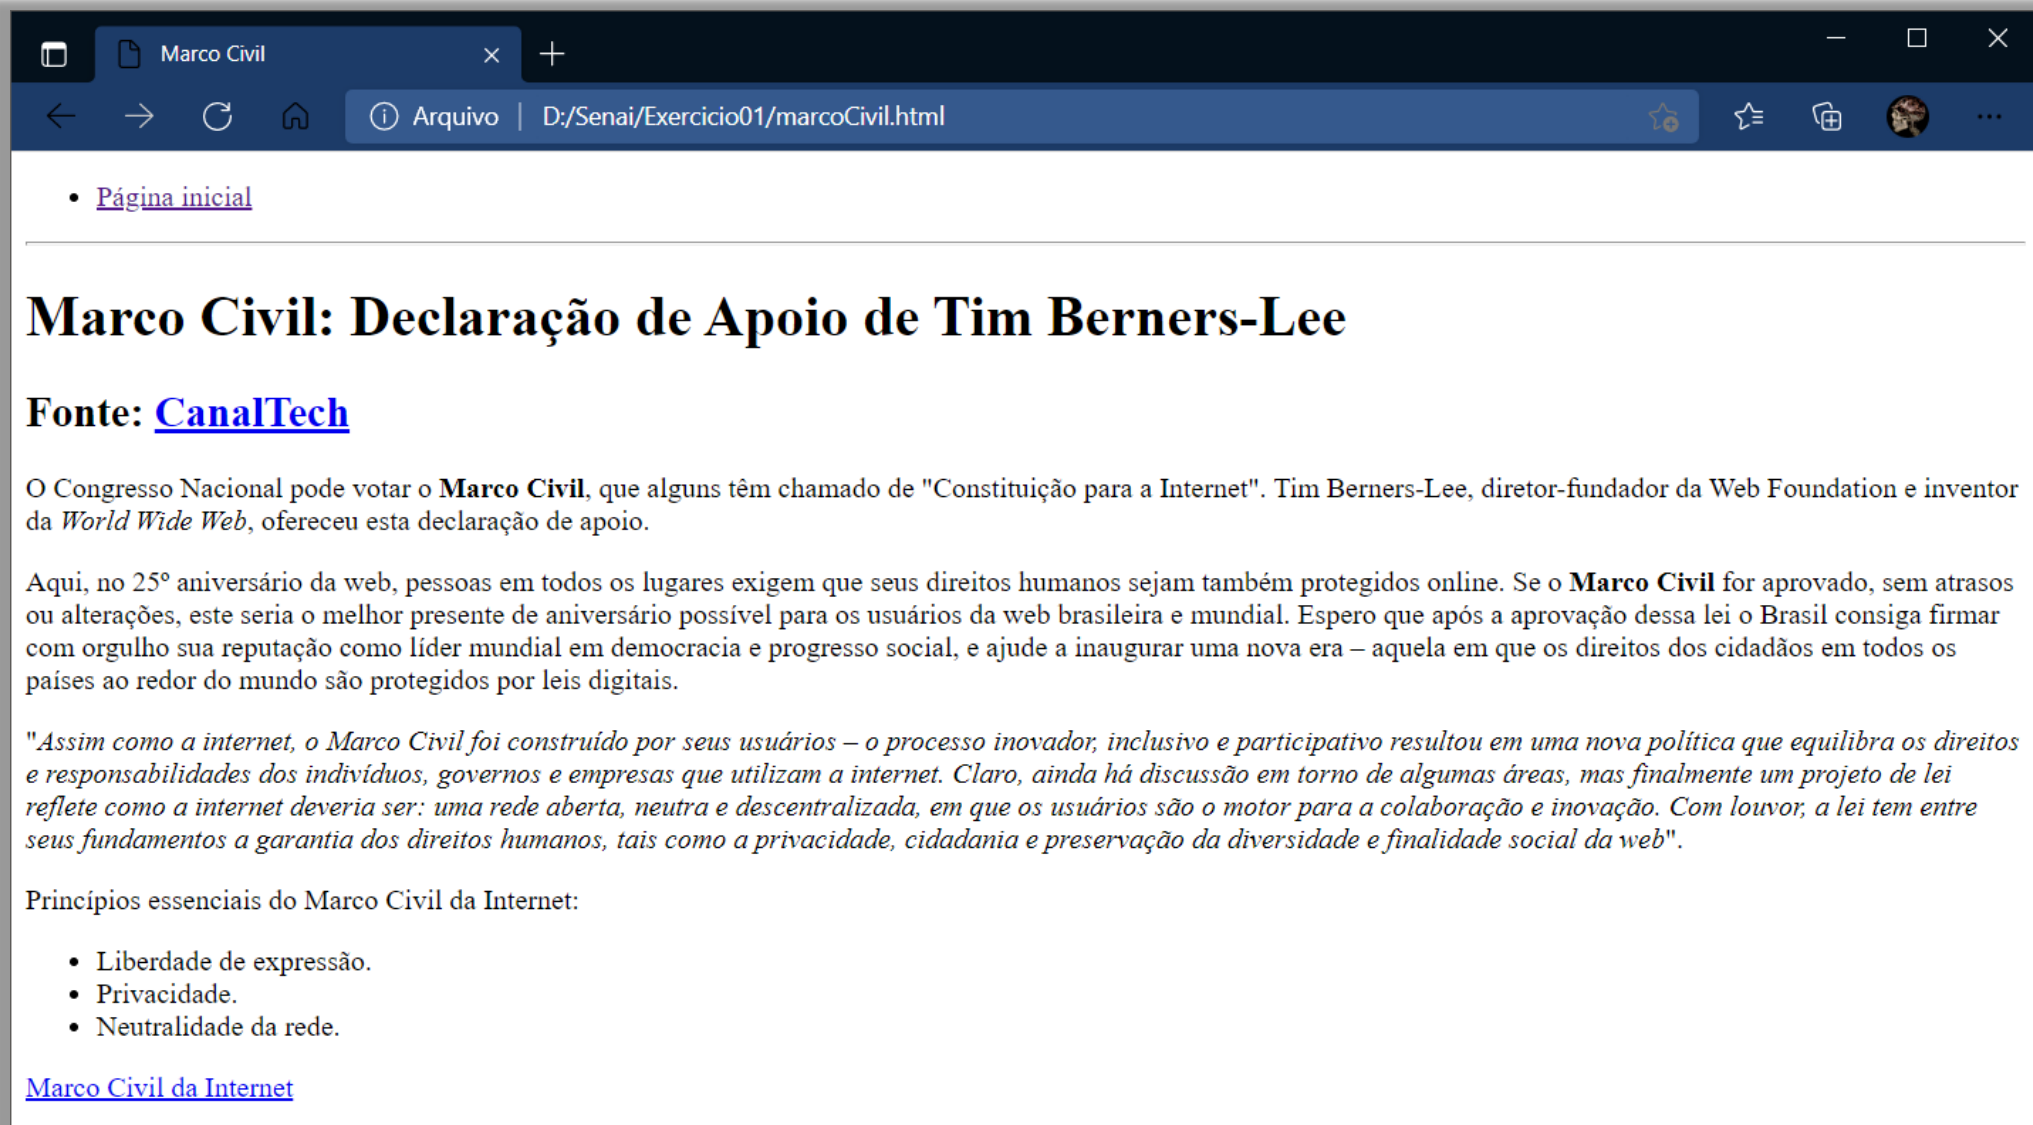 Marco Civil
Arquivo | D:/Senai/Exercicio01/marcoCivil.html
• Página inicial
Marco Civil: Declaração de Apoio de Tim Berners-Lee
Fonte: CanalTech
O Congresso Nacional pode votar o Marco Civil, que alguns têm chamado de "Constituição para a Internet". Tim Berners-Lee, diretor-fundador da Web Foundation e inventor
da World Wide Web, ofereceu esta declaração de apoio.
Aqui, no 25º aniversário da web, pessoas em todos os lugares exigem que seus direitos humanos sejam também protegidos online. Se o Marco Civil for aprovado, sem atrasos
ou alterações, este seria o melhor presente de aniversário possível para os usuários da web brasileira e mundial. Espero que após a aprovação dessa lei o Brasil consiga firmar
com orgulho sua reputação como líder mundial em democracia e progresso social, e ajude a inaugurar uma nova era – aquela em que os direitos dos cidadãos em todos os
países ao redor do mundo são protegidos por leis digitais.
"Assim como a internet, o Marco Civil foi construído por seus usuários – o processo inovador, inclusivo e participativo resultou em uma nova política que equilibra os direitos
e responsabilidades dos indivíduos, governos e empresas que utilizam a internet. Claro, ainda há discussão em torno de algumas áreas, mas finalmente um projeto de lei
reflete como a internet deveria ser: uma rede aberta, neutra e descentralizada, em que os usuários são o motor para a colaboração e inovação. Com louvor, a lei tem entre
seus fundamentos a garantia dos direitos humanos, tais como a privacidade, cidadania e preservação da diversidade e finalidade social da web".
Princípios essenciais do Marco Civil da Internet:
• Liberdade de expressão.
• Privacidade.
• Neutralidade da rede.
Marco Civil da Internet